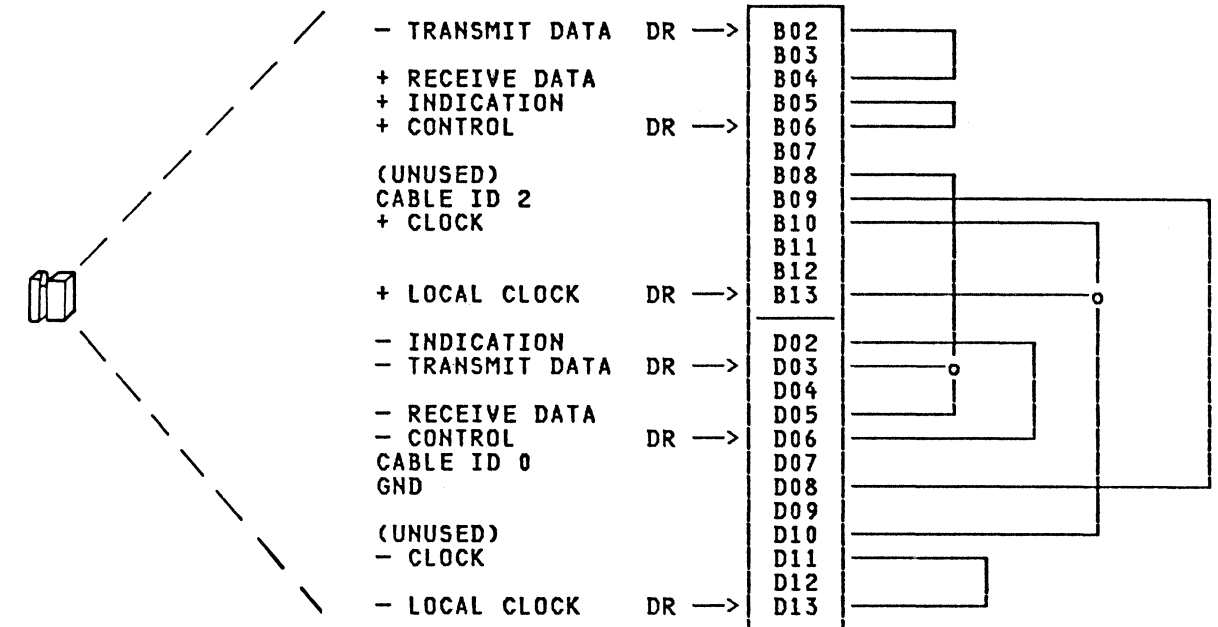 - TRANSMIT DATA DR —> B02
B03
+ RECEIVE DATA B04
+ INDICATION B05
+ CONTROL DR —> B06
B07
(UNUSED) B08
CABLE ID 2 B09
+ CLOCK B10
B11
B12
+ LOCAL CLOCK DR —> B13
- INDICATION D02
- TRANSMIT DATA DR —> D03
D04
- RECEIVE DATA D05
- CONTROL DR —> D06
CABLE ID 0 D07
GND D08
D09
(UNUSED) D10
- CLOCK D11
D12
- LOCAL CLOCK DR —> D13